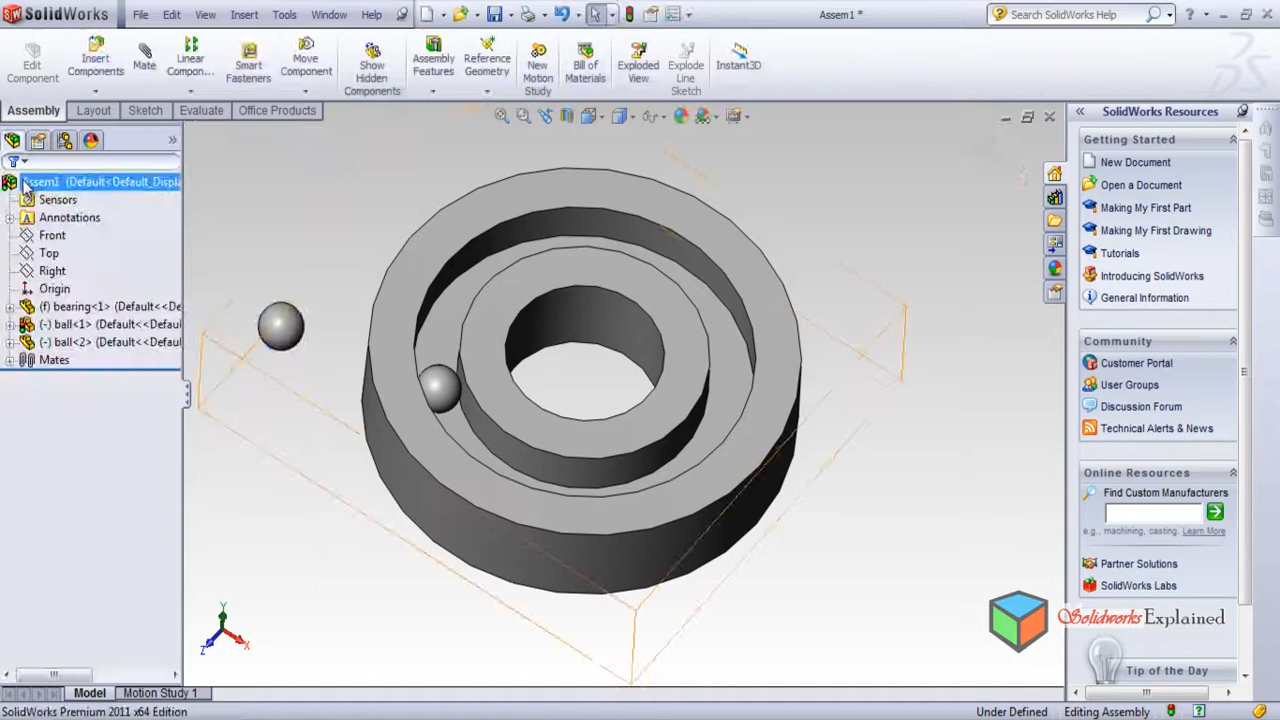 SolidWorks
File Edit View Insert Tools Window Help
Assem1 *
Search SolidWorks Help
Edit Component
Insert Components
Mate
Linear Compon...
Smart Fasteners
Move Component
Show Hidden Components
Assembly Features
Reference Geometry
New Motion Study
Bill of Materials
Exploded View
Explode Line Sketch
Instant3D
Assembly Layout Sketch Evaluate Office Products
Assem1 (Default<Default_Displa
Sensors
Annotations
Front
Top
Right
Origin
(f) bearing<1> (Default<<De
(-) ball<1> (Default<<Defau
(-) ball<2> (Default<<Defau
Mates
Y
X
Z
SolidWorks Resources
Getting Started
New Document
Open a Document
Making My First Part
Making My First Drawing
Tutorials
Introducing SolidWorks
General Information
Community
Customer Portal
User Groups
Discussion Forum
Technical Alerts & News
Online Resources
Find Custom Manufacturers
e.g., machining, casting. Learn More
Partner Solutions
SolidWorks Labs
Solidworks Explained
Tip of the Day
Model Motion Study 1
SolidWorks Premium 2011 x64 Edition
Under Defined Editing Assembly